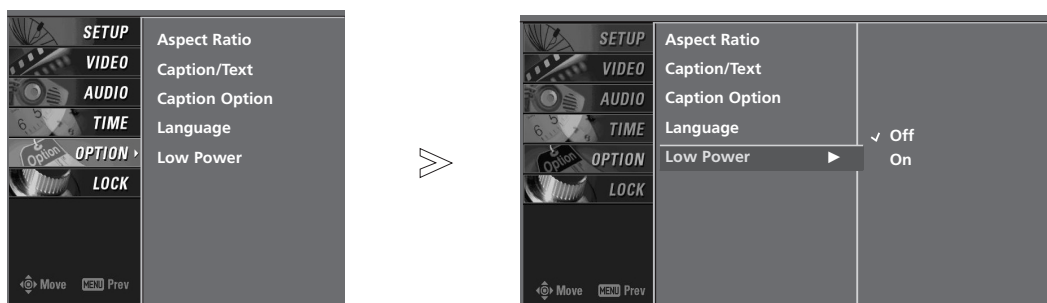 SETUP
VIDEO
AUDIO
TIME
OPTION
LOCK
Aspect Ratio
Caption/Text
Caption Option
Language
Low Power
Move MENU Prev
SETUP
VIDEO
AUDIO
TIME
OPTION
LOCK
Aspect Ratio
Caption/Text
Caption Option
Language
Low Power ►
✓ Off
On
Move MENU Prev